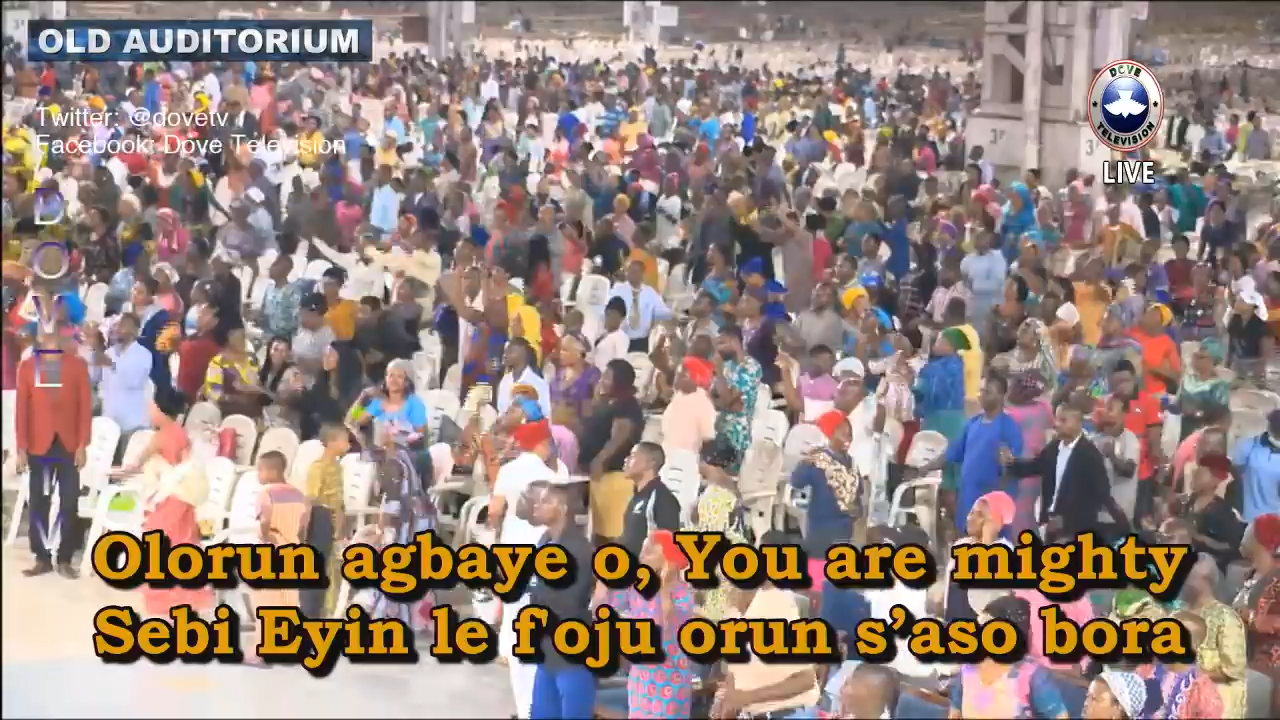 OLD AUDITORIUM
Twitter: @dovetv
Facebook: Dove Television
DOVE
DOVE
TELEVISION
LIVE
Olorun agbaye o, You are mighty
Sebi Eyin le f'oju orun s’aso bora